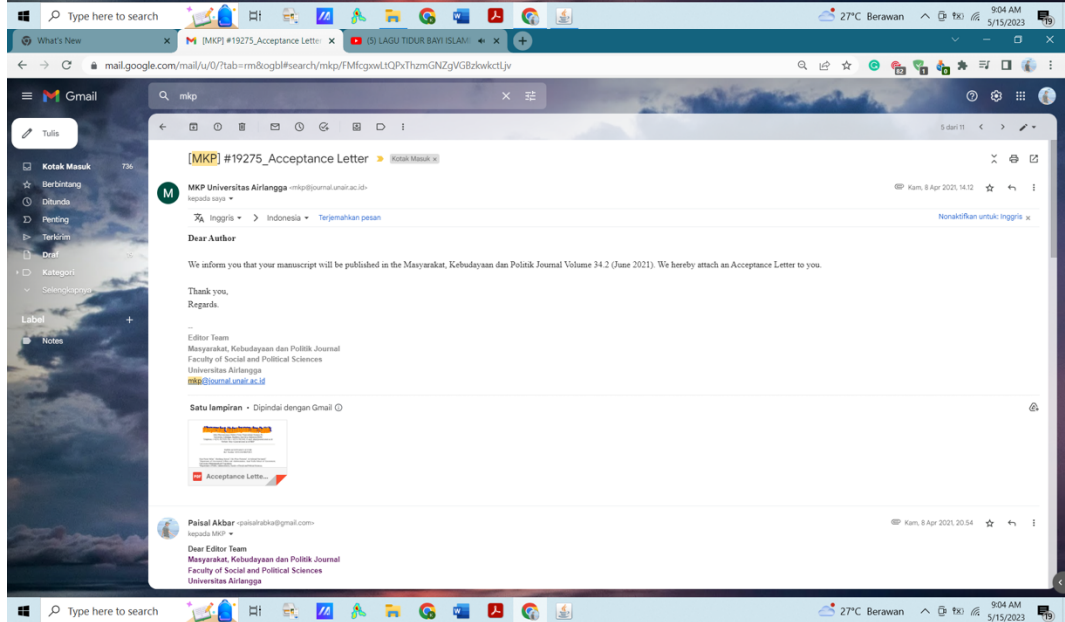 Type here to search
27°C Berawan
9:04 AM
5/15/2023
19
What's New
[MKP] #19275_Acceptance Letter
(5) LAGU TIDUR BAYI ISLAMI
mail.google.com/mail/u/0/?tab=rm&ogbl#search/mkp/FMfcgxwLtQPxThzmGNZgVGBzkwkctLjv
Gmail
mkp
Tulis
5 dari 11
Kotak Masuk 736
Berbintang
Ditunda
Penting
Terkirim
Draf
Kategori
Selengkapnya
Label
Notes
[MKP] #19275_Acceptance Letter
Kotak Masuk x
M
MKP Universitas Airlangga <mkp@journal.unair.ac.id>
Kam, 8 Apr 2021, 14.12
kepada saya
Inggris > Indonesia Terjemahkan pesan
Nonaktifkan untuk: Inggris x
Dear Author
We inform you that your manuscript will be published in the Masyarakat, Kebudayaan dan Politik Journal Volume 34.2 (June 2021). We hereby attach an Acceptance Letter to you.
Thank you,
Regards.
--
Editor Team
Masyarakat, Kebudayaan dan Politik Journal
Faculty of Social and Political Sciences
Universitas Airlangga
mkp@journal.unair.ac.id
Satu lampiran • Dipindai dengan Gmail
PDF Acceptance Lette...
Paisal Akbar <paisalrabka@gmail.com>
Kam, 8 Apr 2021, 20.54
kepada MKP
Dear Editor Team
Masyarakat, Kebudayaan dan Politik Journal
Faculty of Social and Political Sciences
Universitas Airlangga
Type here to search
27°C Berawan
9:04 AM
5/15/2023
19